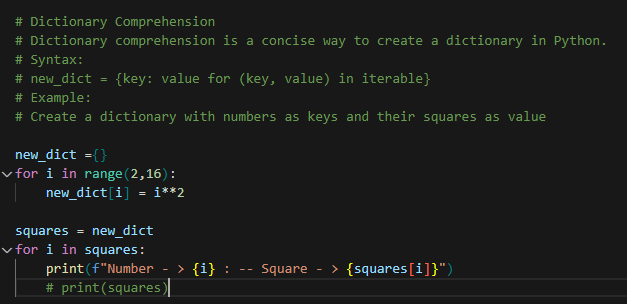 # Dictionary Comprehension
# Dictionary comprehension is a concise way to create a dictionary in Python.
# Syntax:
# new_dict = {key: value for (key, value) in iterable}
# Example:
# Create a dictionary with numbers as keys and their squares as value

new_dict ={}
for i in range(2,16):
    new_dict[i] = i**2

squares = new_dict
for i in squares:
    print(f"Number - > {i} : -- Square - > {squares[i]}")
    # print(squares)